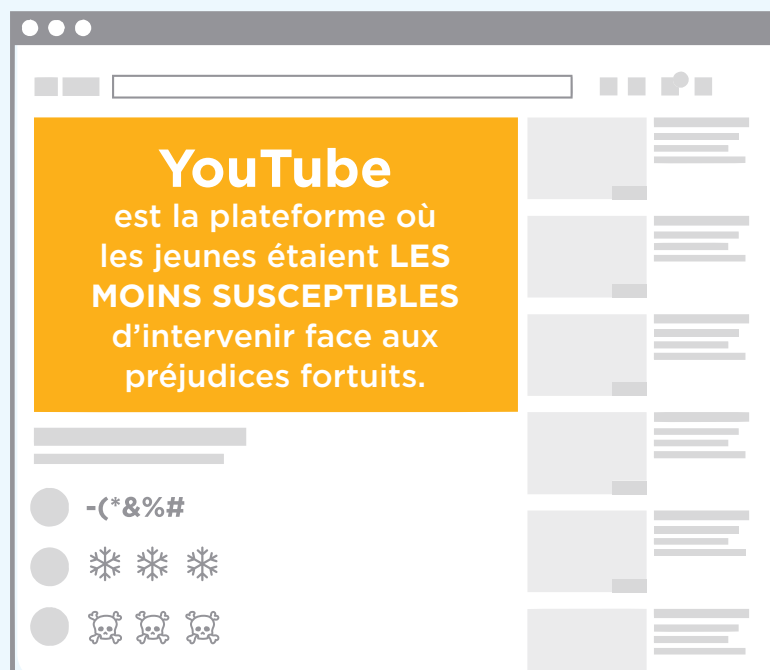 YouTube
est la plateforme où
les jeunes étaient LES
MOINS SUSCEPTIBLES
d’intervenir face aux
préjudices fortuits.
-(*&%#